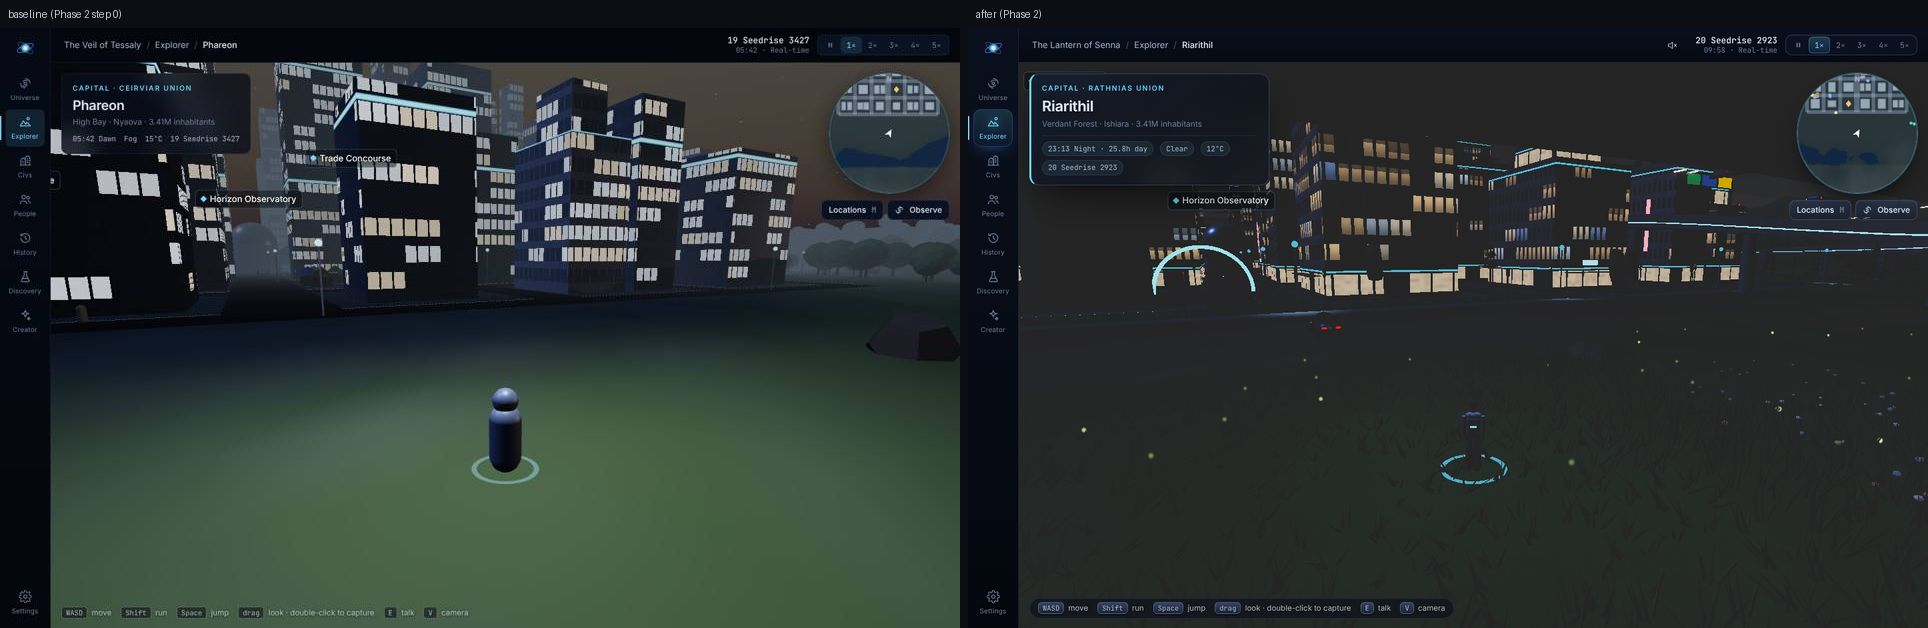 baseline (Phase 2 step 0)
The Veil of Tessaly / Explorer / Phareon
19 Seedrise 3427
05:42 · Real-time
1× 2× 3× 4× 5×
Universe
Explorer
Civs
People
History
Discovery
Creator
Settings
CAPITAL · CEIRVIAR UNION
Phareon
High Bay · Nyaova · 3.41M inhabitants
05:42 Dawn Fog 15°C 19 Seedrise 3427
Trade Concourse
Horizon Observatory
Locations M
Observe
WASD move Shift run Space jump drag look · double-click to capture E talk V camera
after (Phase 2)
The Lantern of Senna / Explorer / Riarithil
20 Seedrise 2923
09:58 · Real-time
1× 2× 3× 4× 5×
Universe
Explorer
Civs
People
History
Discovery
Creator
Settings
CAPITAL · RATHNIAS UNION
Riarithil
Verdant Forest · Ishiara · 3.41M inhabitants
23:13 Night · 25.8h day Clear 12°C
20 Seedrise 2923
Horizon Observatory
Locations M
Observe
WASD move Shift run Space jump drag look · double-click to capture E talk V camera